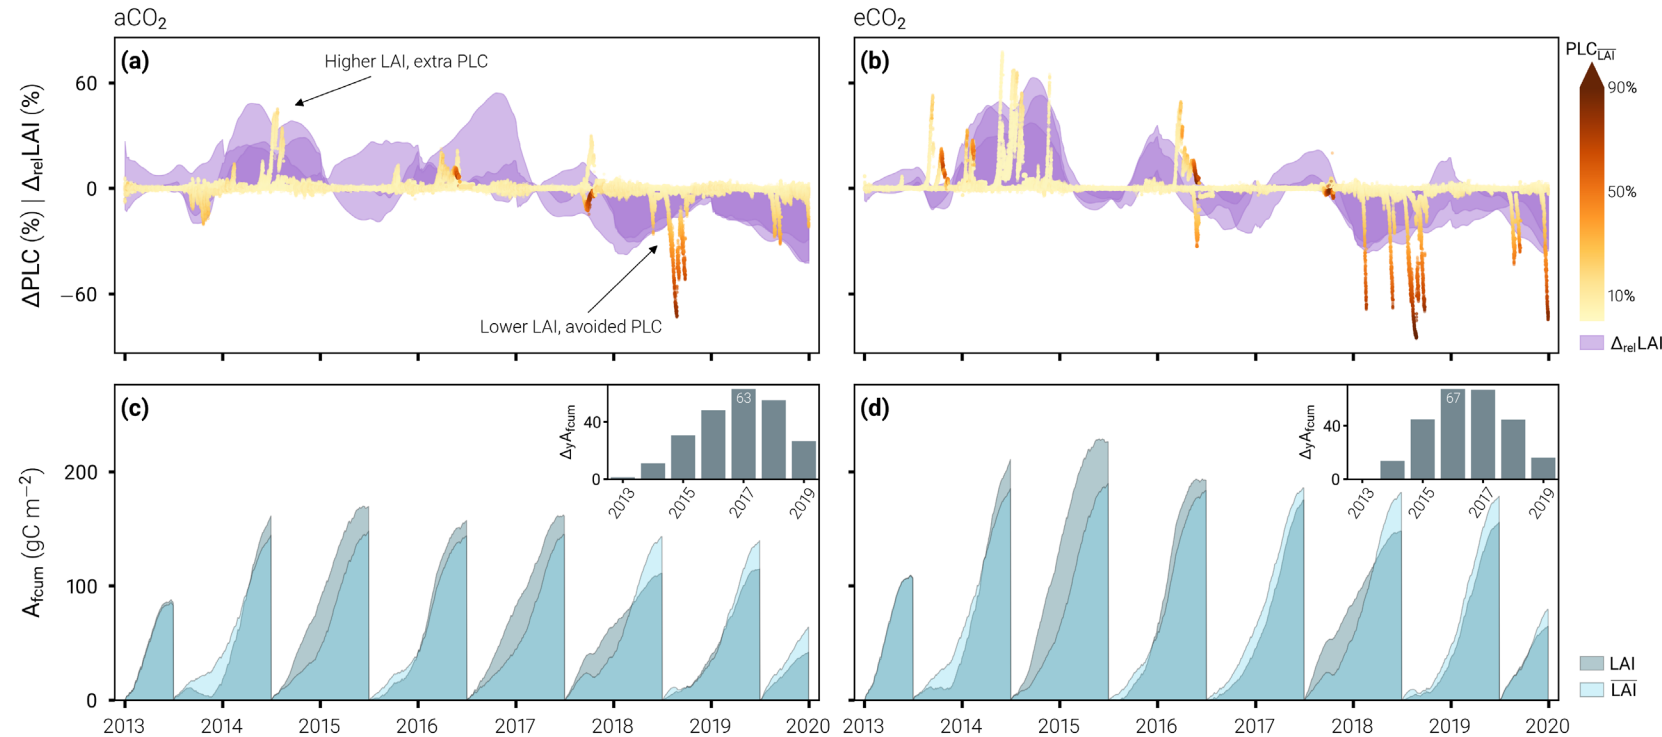 aCO₂
eCO₂
(a)
Higher LAI, extra PLC
Lower LAI, avoided PLC
(b)
ΔPLC (%) | ΔrelLAI (%)
60
0
−60
PLC_LAI̅
90%
50%
10%
ΔrelLAI
(c)
ΔyAfcum
40
0
63
2013
2015
2017
2019
(d)
ΔyAfcum
40
0
67
2013
2015
2017
2019
Afcum (gC m⁻²)
200
100
0
LAI
L̅A̅I̅
2013 2014 2015 2016 2017 2018 2019 2020
2013 2014 2015 2016 2017 2018 2019 2020